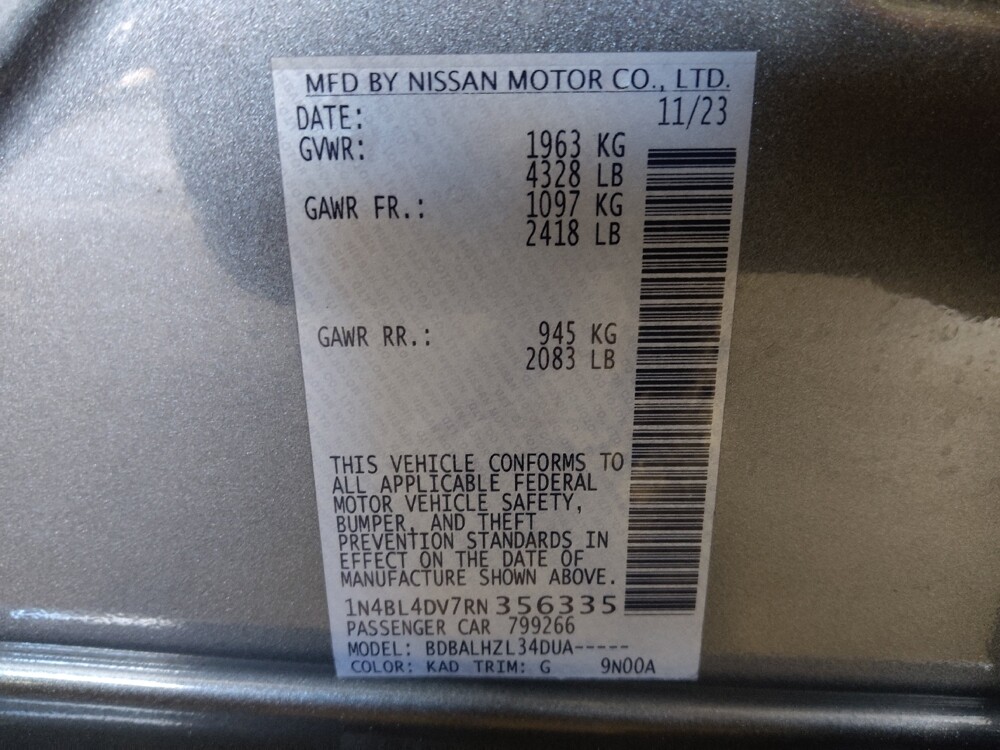 MFD BY NISSAN MOTOR CO., LTD.
DATE: 11/23
GVWR: 1963 KG
4328 LB
GAWR FR.: 1097 KG
2418 LB
GAWR RR.: 945 KG
2083 LB
THIS VEHICLE CONFORMS TO
ALL APPLICABLE FEDERAL
MOTOR VEHICLE SAFETY,
BUMPER, AND THEFT
PREVENTION STANDARDS IN
EFFECT ON THE DATE OF
MANUFACTURE SHOWN ABOVE.
1N4BL4DV7RN356335
PASSENGER CAR 799266
MODEL: BDBALHZL34DUA-----
COLOR: KAD TRIM: G 9N00A